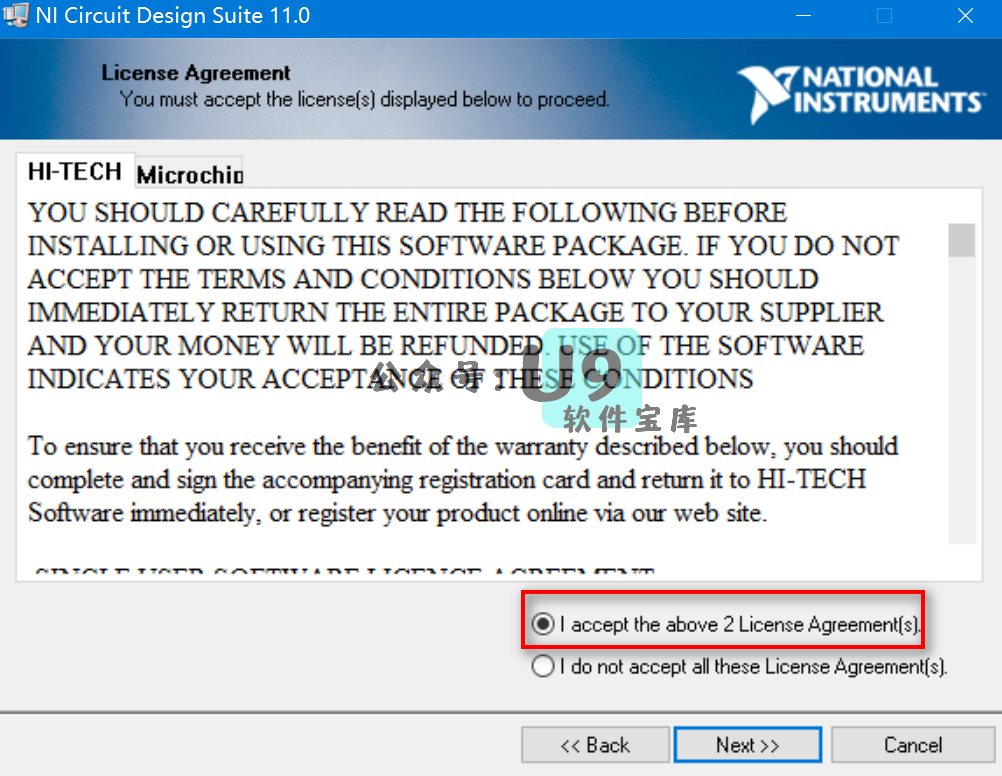 NI Circuit Design Suite 11.0
License Agreement
You must accept the license(s) displayed below to proceed.
NATIONAL
INSTRUMENTS
HI-TECH
Microchip
YOU SHOULD CAREFULLY READ THE FOLLOWING BEFORE
INSTALLING OR USING THIS SOFTWARE PACKAGE. IF YOU DO NOT
ACCEPT THE TERMS AND CONDITIONS BELOW YOU SHOULD
IMMEDIATELY RETURN THE ENTIRE PACKAGE TO YOUR SUPPLIER
AND YOUR MONEY WILL BE REFUNDED. USE OF THE SOFTWARE
INDICATES YOUR ACCEPTANCE OF THESE CONDITIONS
公众号:U9
软件宝库
To ensure that you receive the benefit of the warranty described below, you should
complete and sign the accompanying registration card and return it to HI-TECH
Software immediately, or register your product online via our web site.
SINGLE USER SOFTWARE LICENCE AGREEMENT
I accept the above 2 License Agreement(s).
I do not accept all these License Agreement(s).
<< Back
Next >>
Cancel